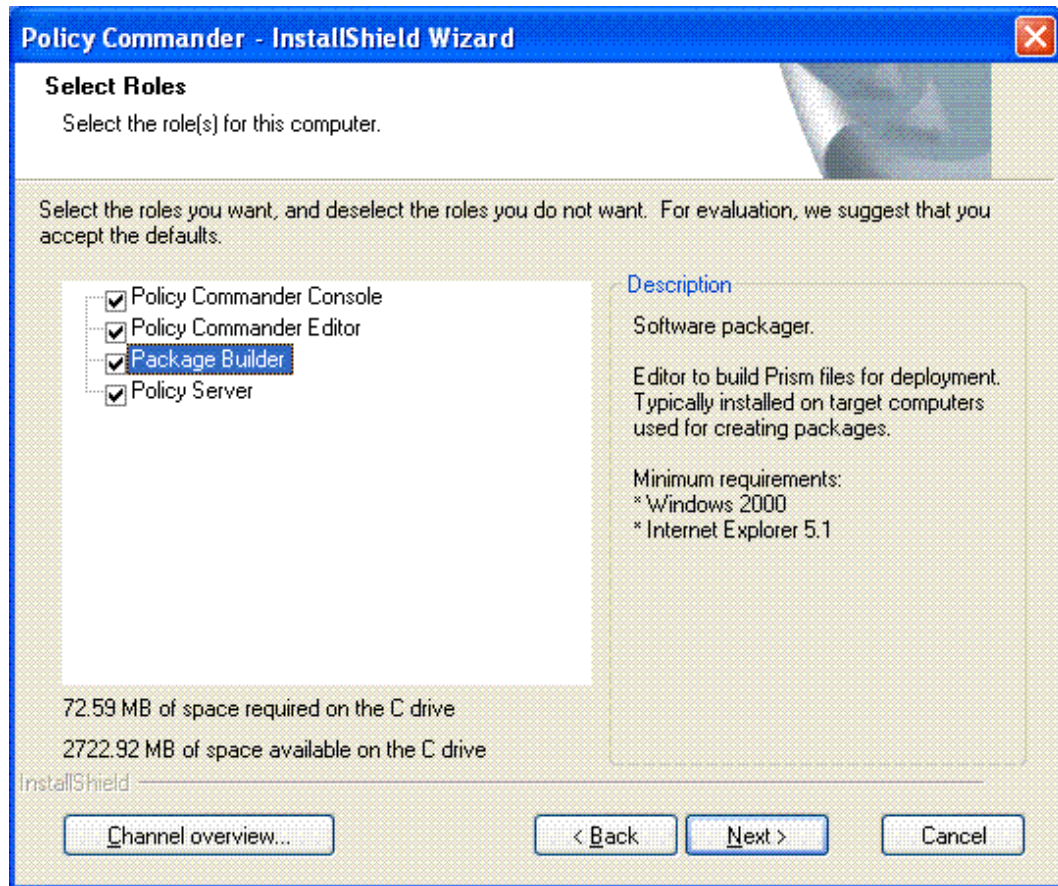 Policy Commander - InstallShield Wizard
Select Roles
Select the role(s) for this computer.
Select the roles you want, and deselect the roles you do not want. For evaluation, we suggest that you
accept the defaults.
Policy Commander Console
Policy Commander Editor
Package Builder
Policy Server
Description
Software packager.
Editor to build Prism files for deployment.
Typically installed on target computers
used for creating packages.
Minimum requirements:
* Windows 2000
* Internet Explorer 5.1
72.59 MB of space required on the C drive
2722.92 MB of space available on the C drive
InstallShield
Channel overview...
< Back
Next >
Cancel